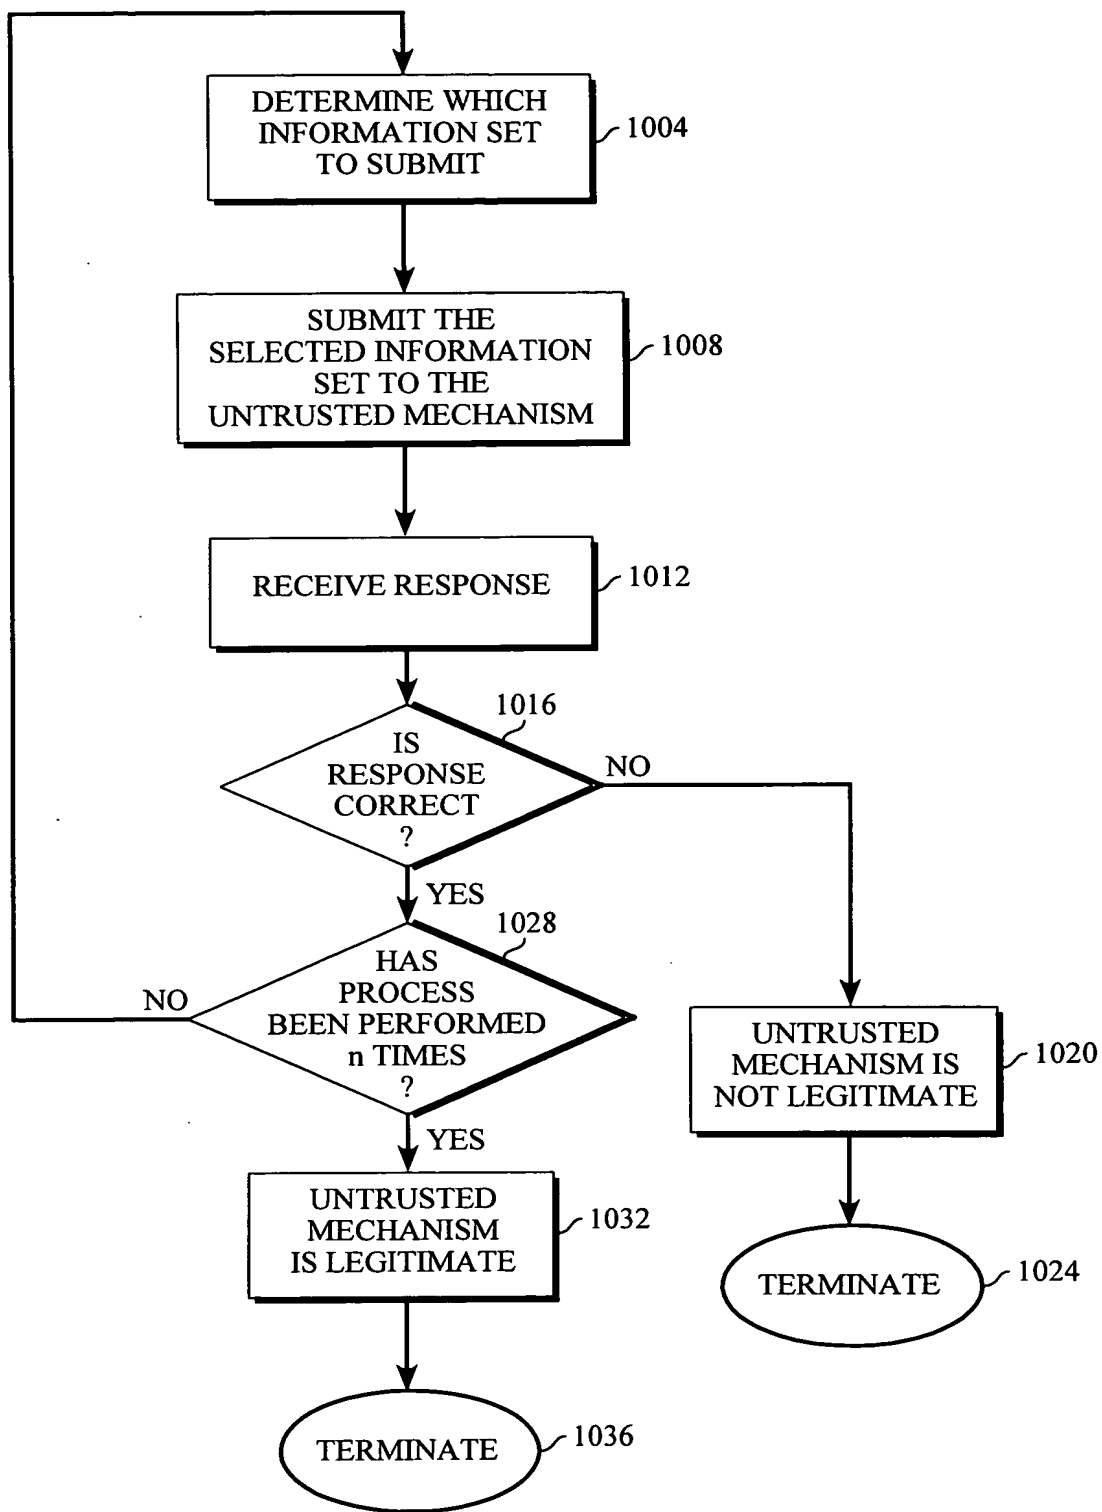 DETERMINE WHICH
INFORMATION SET
TO SUBMIT
1004
SUBMIT THE
SELECTED INFORMATION
SET TO THE
UNTRUSTED MECHANISM
1008
RECEIVE RESPONSE
1012
IS
RESPONSE
CORRECT
?
1016
NO
YES
HAS
PROCESS
BEEN PERFORMED
n TIMES
?
1028
NO
YES
UNTRUSTED
MECHANISM IS
NOT LEGITIMATE
1020
UNTRUSTED
MECHANISM
IS LEGITIMATE
1032
TERMINATE
1024
TERMINATE
1036